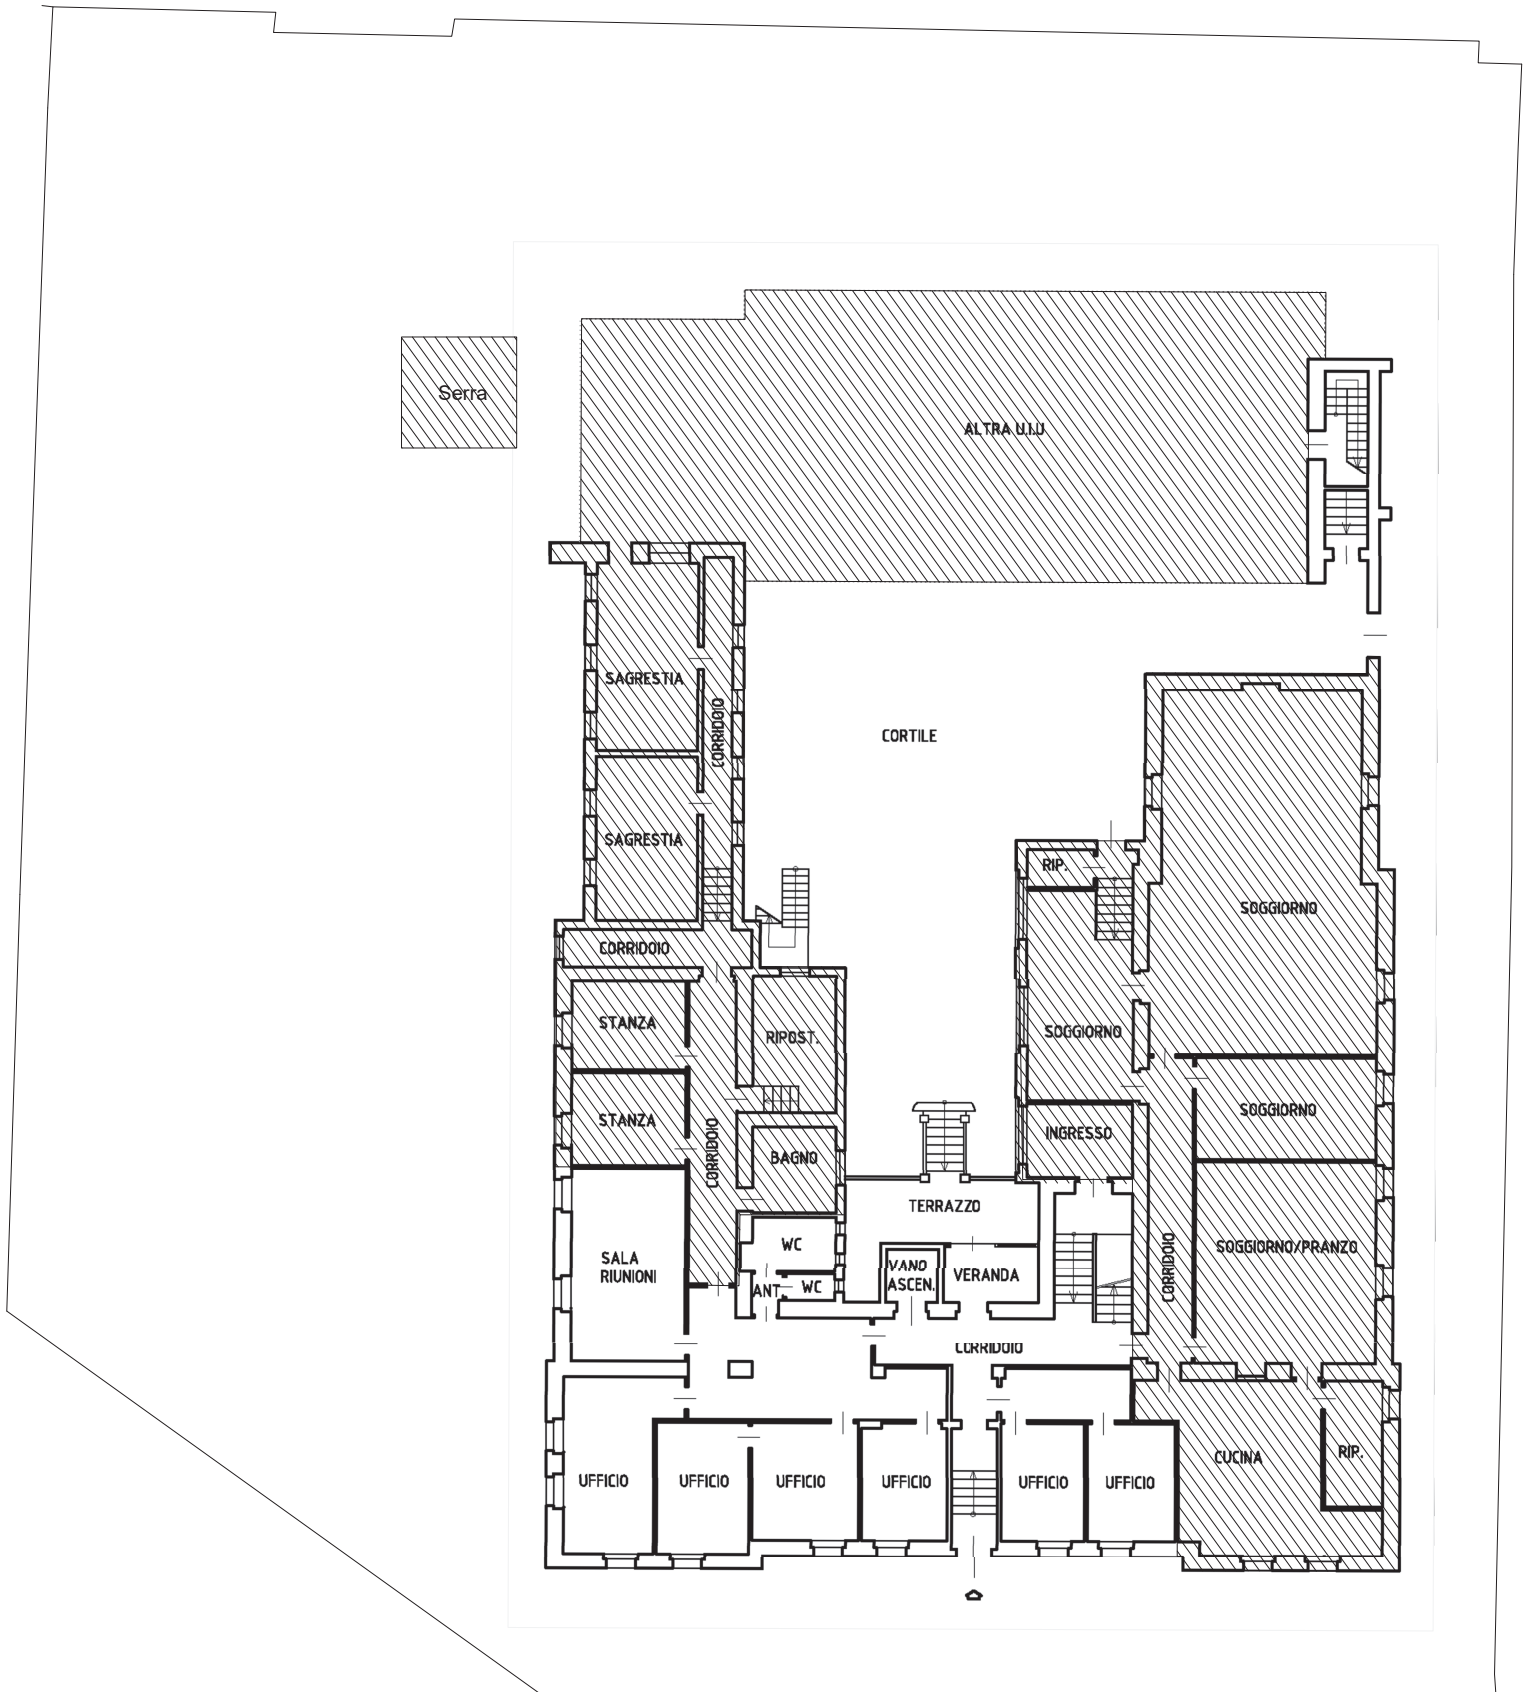 Serra
ALTRA U.I.U
SAGRESTIA
CORRIDOIO
CORTILE
SAGRESTIA
RIP.
SOGGIORNO
CORRIDOIO
STANZA
RIPOST.
SOGGIORNO
SOGGIORNO
STANZA
CORRIDOIO
BAGNO
INGRESSO
TERRAZZO
WC
SALA
RIUNIONI
VANO
ASCEN.
VERANDA
CORRIDOIO
SOGGIORNO/PRANZO
ANT.
WC
CORRIDOIO
UFFICIO
UFFICIO
UFFICIO
UFFICIO
UFFICIO
UFFICIO
CUCINA
RIP.